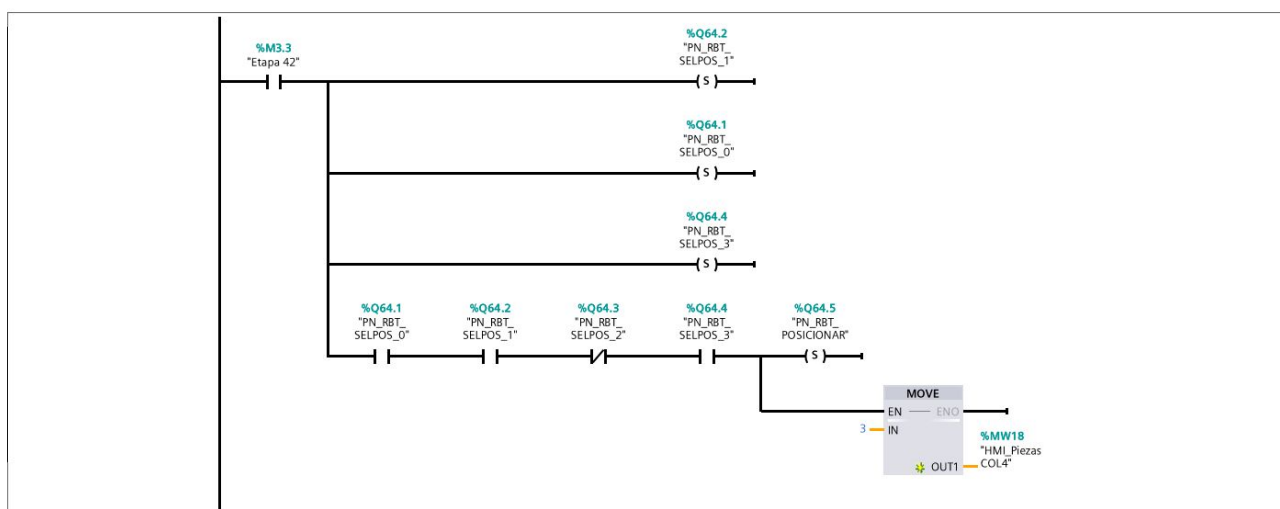 %Q64.2
"PN_RBT_
SELPOS_1"
%M3.3
"Etapa 42"
( S )
%Q64.1
"PN_RBT_
SELPOS_0"
( S )
%Q64.4
"PN_RBT_
SELPOS_3"
( S )
%Q64.1
"PN_RBT_
SELPOS_0"
%Q64.2
"PN_RBT_
SELPOS_1"
%Q64.3
"PN_RBT_
SELPOS_2"
%Q64.4
"PN_RBT_
SELPOS_3"
%Q64.5
"PN_RBT_
POSICIONAR"
( S )
MOVE
EN ENO
3 IN
OUT1
%MW18
"HMI_Piezas
COL4"